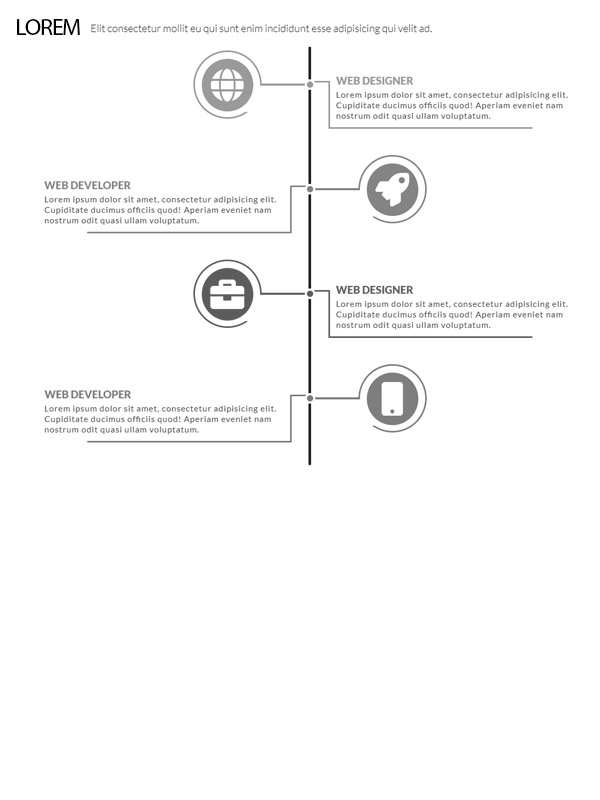 LOREM Elit consectetur mollit eu qui sunt enim incididunt esse adipisicing qui velit ad.
WEB DESIGNER
Lorem ipsum dolor sit amet, consectetur adipisicing elit.
Cupiditate ducimus officiis quod! Aperiam eveniet nam
nostrum odit quasi ullam voluptatum.
WEB DEVELOPER
Lorem ipsum dolor sit amet, consectetur adipisicing elit.
Cupiditate ducimus officiis quod! Aperiam eveniet nam
nostrum odit quasi ullam voluptatum.
WEB DESIGNER
Lorem ipsum dolor sit amet, consectetur adipisicing elit.
Cupiditate ducimus officiis quod! Aperiam eveniet nam
nostrum odit quasi ullam voluptatum.
WEB DEVELOPER
Lorem ipsum dolor sit amet, consectetur adipisicing elit.
Cupiditate ducimus officiis quod! Aperiam eveniet nam
nostrum odit quasi ullam voluptatum.